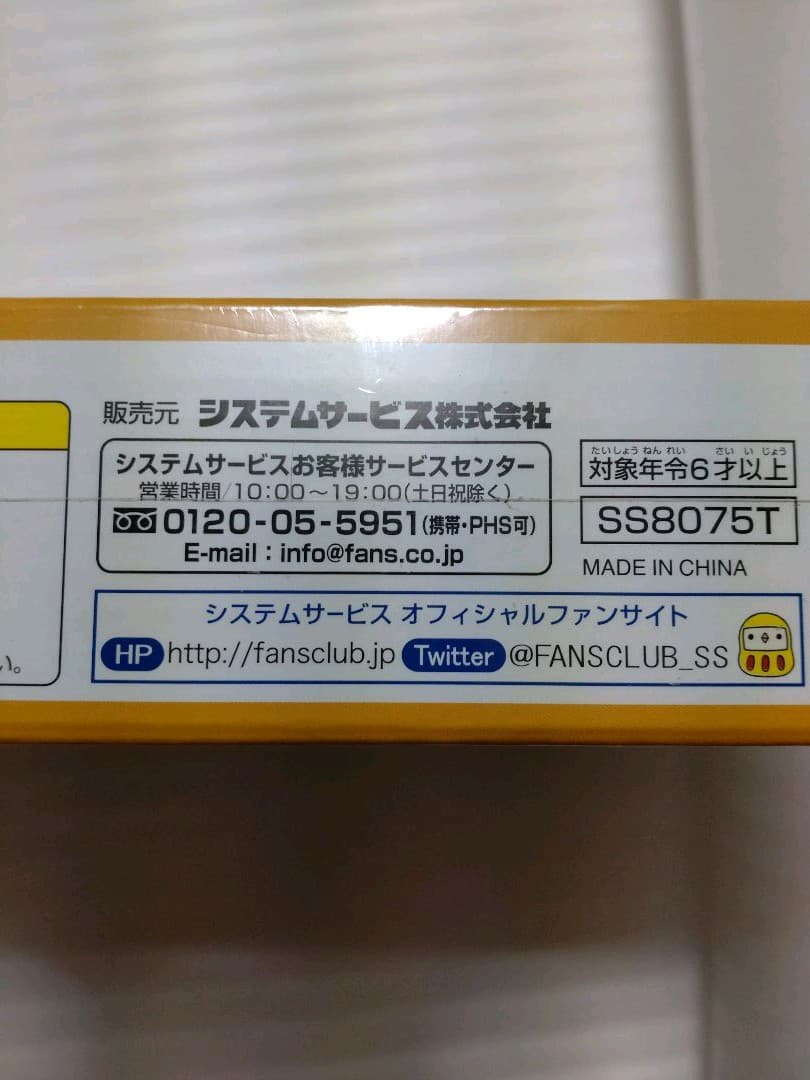 い。
販売元 システムサービス株式会社
システムサービスお客様サービスセンター
営業時間/10:00～19:00(土日祝除く)
0120-05-5951(携帯・PHS可)
E-mail：info@fans.co.jp
たいしょうねんれい さいいじょう
対象年令6才以上
SS8075T
MADE IN CHINA
システムサービス オフィシャルファンサイト
HP http://fansclub.jp Twitter @FANSCLUB_SS